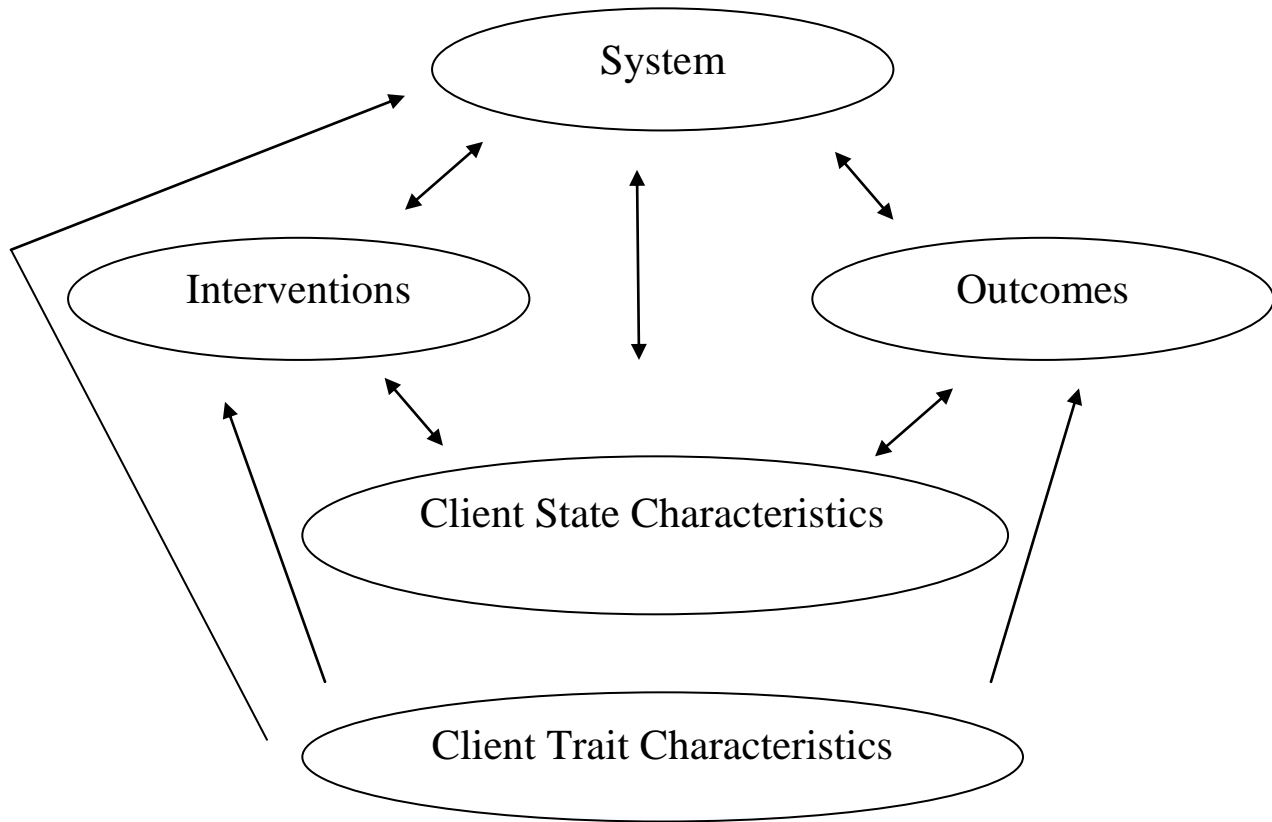 System
Interventions
Outcomes
Client State Characteristics
Client Trait Characteristics